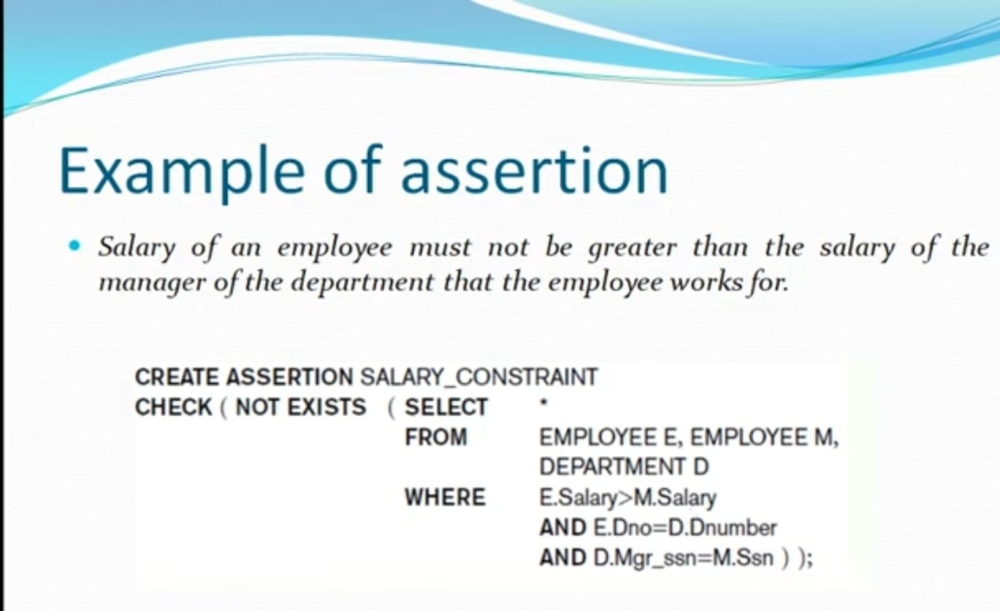 Example of assertion
• Salary of an employee must not be greater than the salary of the
manager of the department that the employee works for.
CREATE ASSERTION SALARY_CONSTRAINT
CHECK ( NOT EXISTS ( SELECT *
FROM EMPLOYEE E, EMPLOYEE M,
DEPARTMENT D
WHERE E.Salary>M.Salary
AND E.Dno=D.Dnumber
AND D.Mgr_ssn=M.Ssn ) );